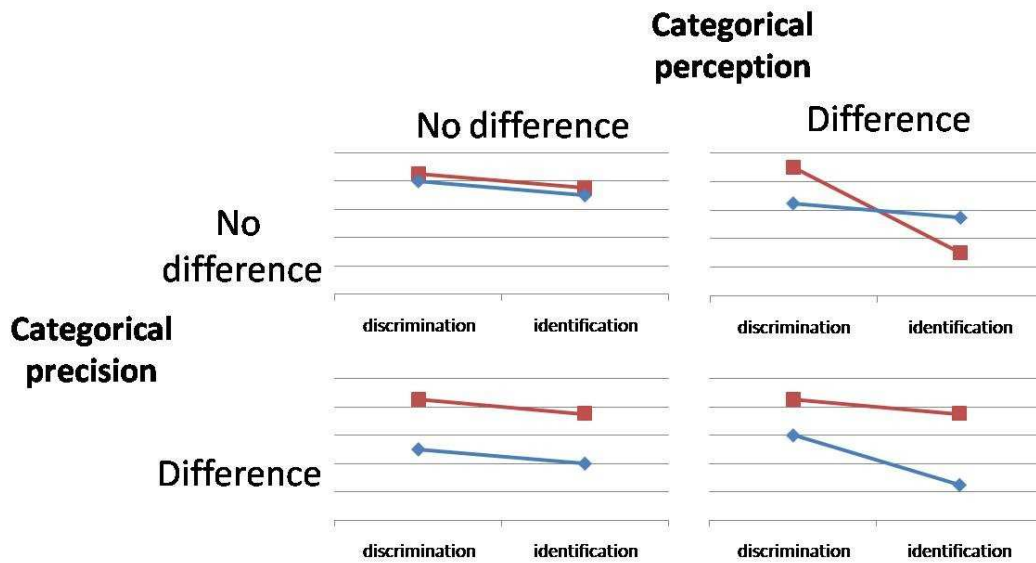 Categorical
perception
No difference
Difference
No
difference
discrimination
identification
discrimination
identification
Categorical
precision
Difference
discrimination
identification
discrimination
identification